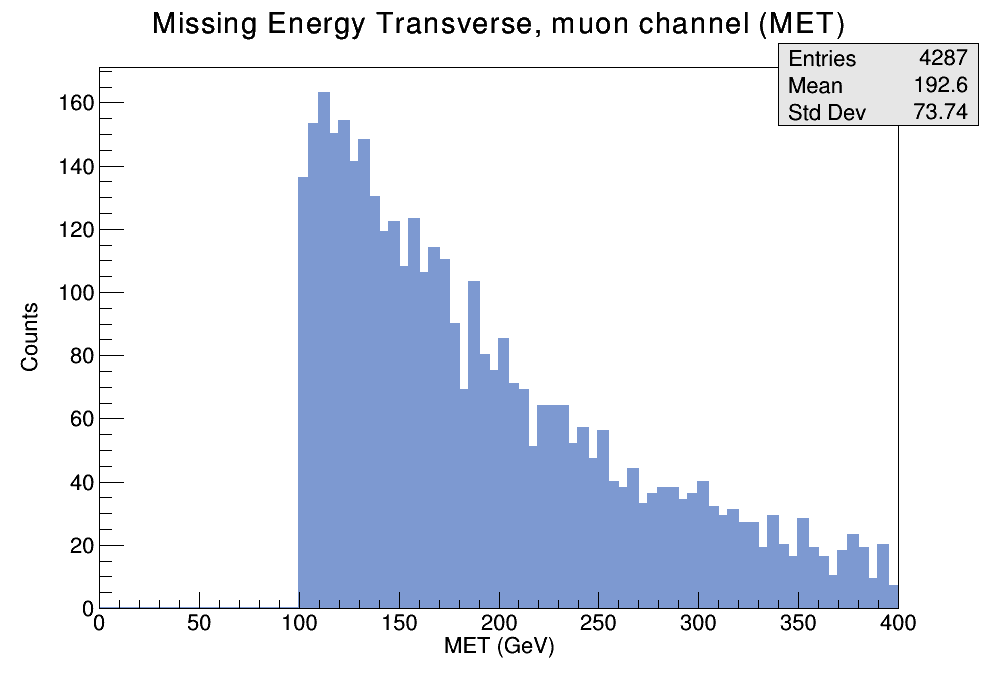 Missing Energy Transverse, muon channel (MET)
Entries 4287
Mean 192.6
Std Dev 73.74
160
140
120
100
80
60
40
20
0
Counts
0 50 100 150 200 250 300 350 400
MET (GeV)